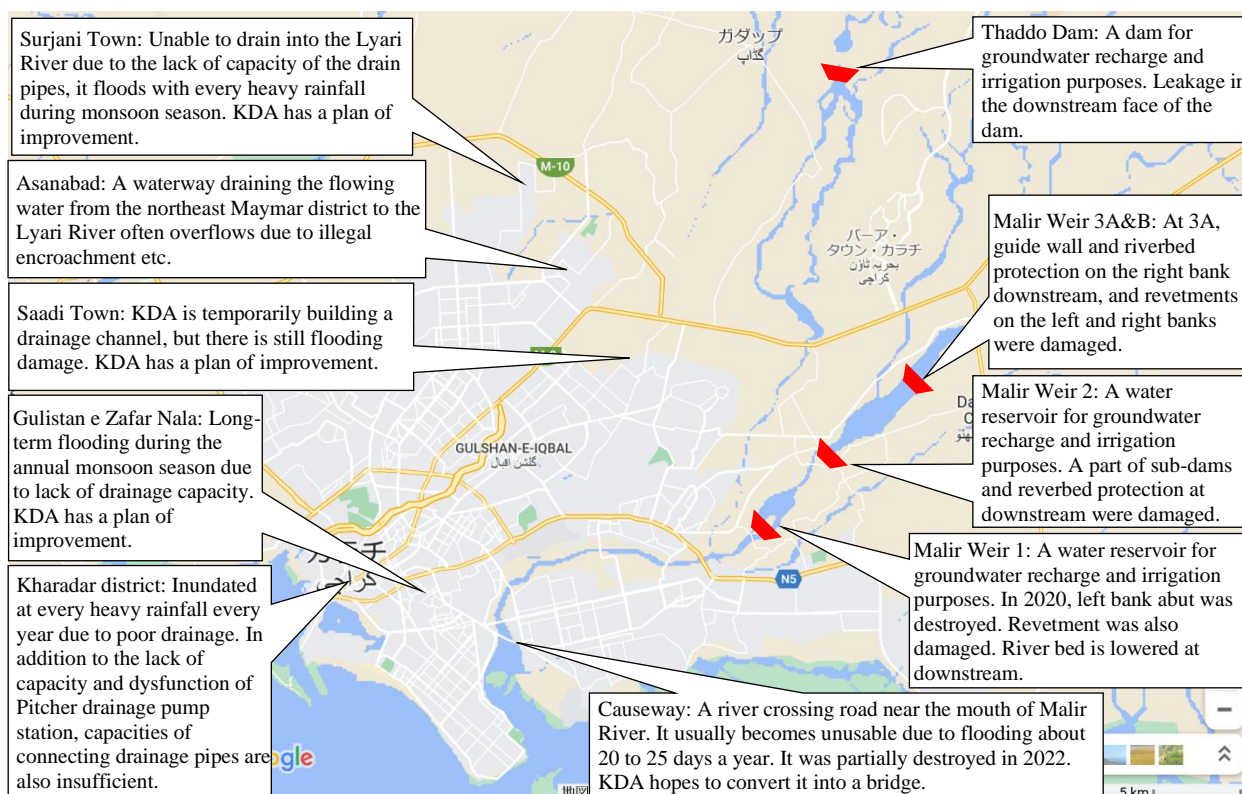 Surjani Town: Unable to drain into the Lyari
River due to the lack of capacity of the drain
pipes, it floods with every heavy rainfall
during monsoon season. KDA has a plan of
improvement.
Asanabad: A waterway draining the flowing
water from the northeast Maymar district to the
Lyari River often overflows due to illegal
encroachment etc.
Saadi Town: KDA is temporarily building a
drainage channel, but there is still flooding
damage. KDA has a plan of improvement.
Gulistan e Zafar Nala: Long-
term flooding during the
annual monsoon season due
to lack of drainage capacity.
KDA has a plan of
improvement.
Kharadar district: Inundated
at every heavy rainfall every
year due to poor drainage. In
addition to the lack of
capacity and dysfunction of
Pitcher drainage pump
station, capacities of
connecting drainage pipes are
also insufficient.
ガダップ
گڈاپ
M-10
バーア・
タウン・カラチ
بحریہ ٹاؤن
کراچی
GULSHAN-E-IQBAL
گلشن اقبال
کراچی
N5
Thaddo Dam: A dam for
groundwater recharge and
irrigation purposes. Leakage in
the downstream face of the
dam.
Malir Weir 3A&B: At 3A,
guide wall and riverbed
protection on the right bank
downstream, and revetments
on the left and right banks
were damaged.
Malir Weir 2: A water
reservoir for groundwater
recharge and irrigation
purposes. A part of sub-dams
and reverbed protection at
downstream were damaged.
Malir Weir 1: A water reservoir for
groundwater recharge and irrigation
purposes. In 2020, left bank abut was
destroyed. Revetment was also
damaged. River bed is lowered at
downstream.
Causeway: A river crossing road near the mouth of Malir
River. It usually becomes unusable due to flooding about
20 to 25 days a year. It was partially destroyed in 2022.
KDA hopes to convert it into a bridge.
gle
地図
5 km